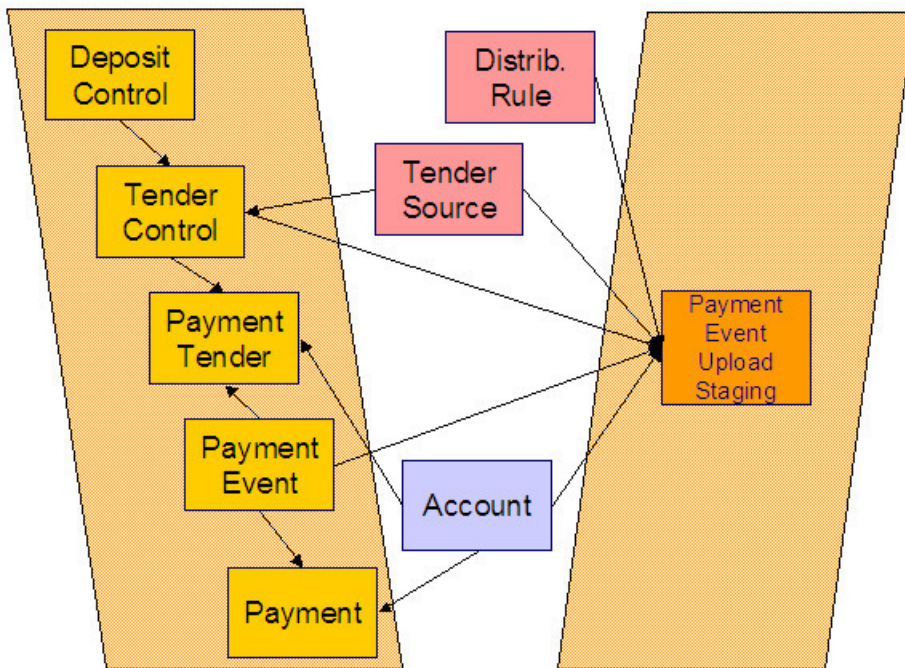 Deposit
Control
Distrib.
Rule
Tender
Control
Tender
Source
Payment
Tender
Payment
Event
Upload
Staging
Payment
Event
Account
Payment